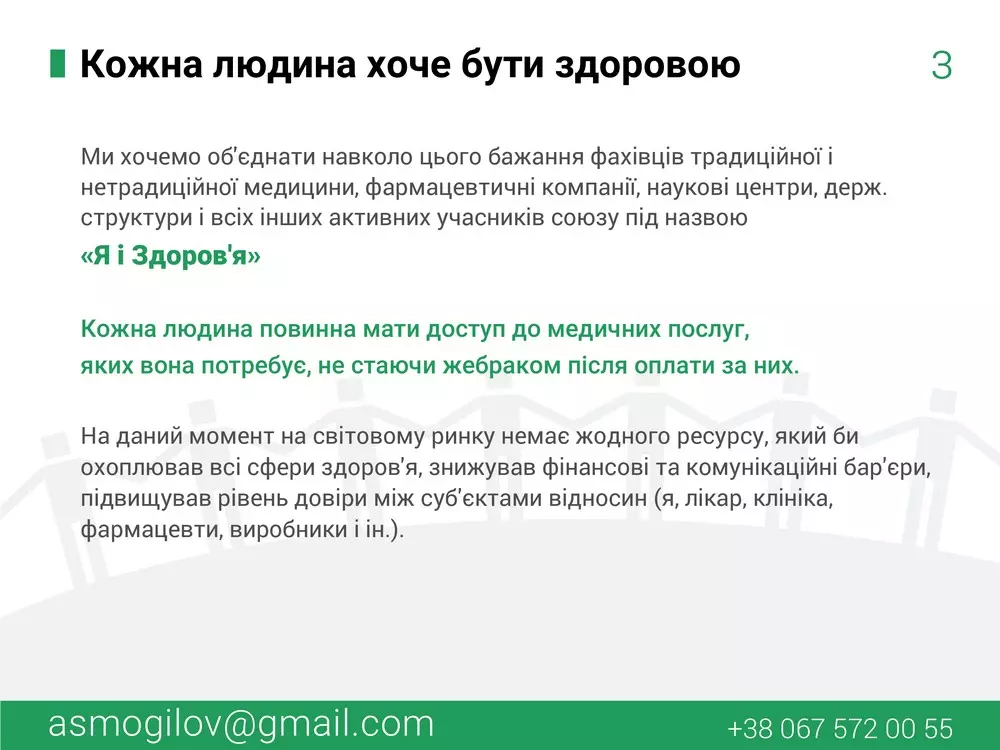 Кожна людина хоче бути здоровою
3
Ми хочемо об'єднати навколо цього бажання фахівців традиційної і
нетрадиційної медицини, фармацевтичні компанії, наукові центри, держ.
структури і всіх інших активних учасників союзу під назвою
«Я і Здоров'я»
Кожна людина повинна мати доступ до медичних послуг,
яких вона потребує, не стаючи жебраком після оплати за них.
На даний момент на світовому ринку немає жодного ресурсу, який би
охоплював всі сфери здоров'я, знижував фінансові та комунікаційні бар'єри,
підвищував рівень довіри між суб'єктами відносин (я, лікар, клініка,
фармацевти, виробники і ін.).
asmogilov@gmail.com
+38 067 572 00 55